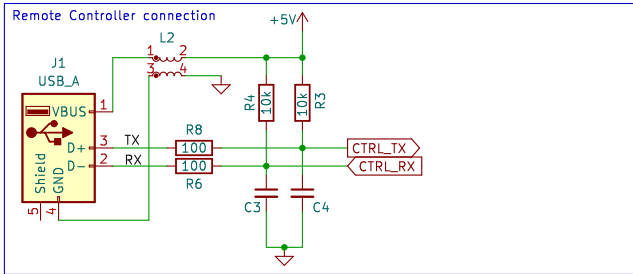 Remote Controller connection
+5V
L2
1 2
3 4
J1
USB_A
VBUS 1
R4 10k
10k R3
R8
D+ 3 TX 100 CTRL_TX
D- 2 RX 100 CTRL_RX
R6
Shield
GND
5 4
C3 C4